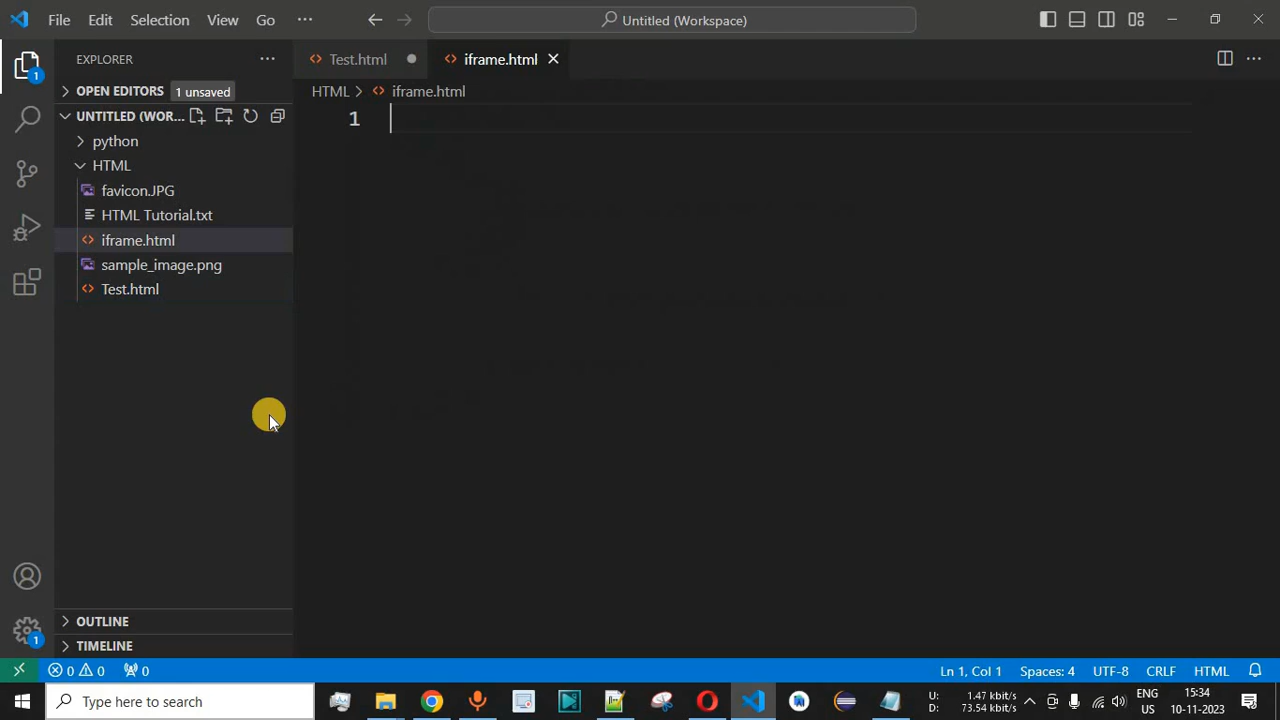 File Edit Selection View Go ··· Untitled (Workspace)
EXPLORER ···
Test.html
iframe.html
OPEN EDITORS 1 unsaved
HTML > iframe.html
UNTITLED (WOR...
1
python
HTML
favicon.JPG
HTML Tutorial.txt
iframe.html
sample_image.png
Test.html
1
OUTLINE
TIMELINE
1
0 0 0
Ln 1, Col 1 Spaces: 4 UTF-8 CRLF HTML
Type here to search
U: 1.47 kbit/s
D: 73.54 kbit/s
ENG
US
15:34
10-11-2023